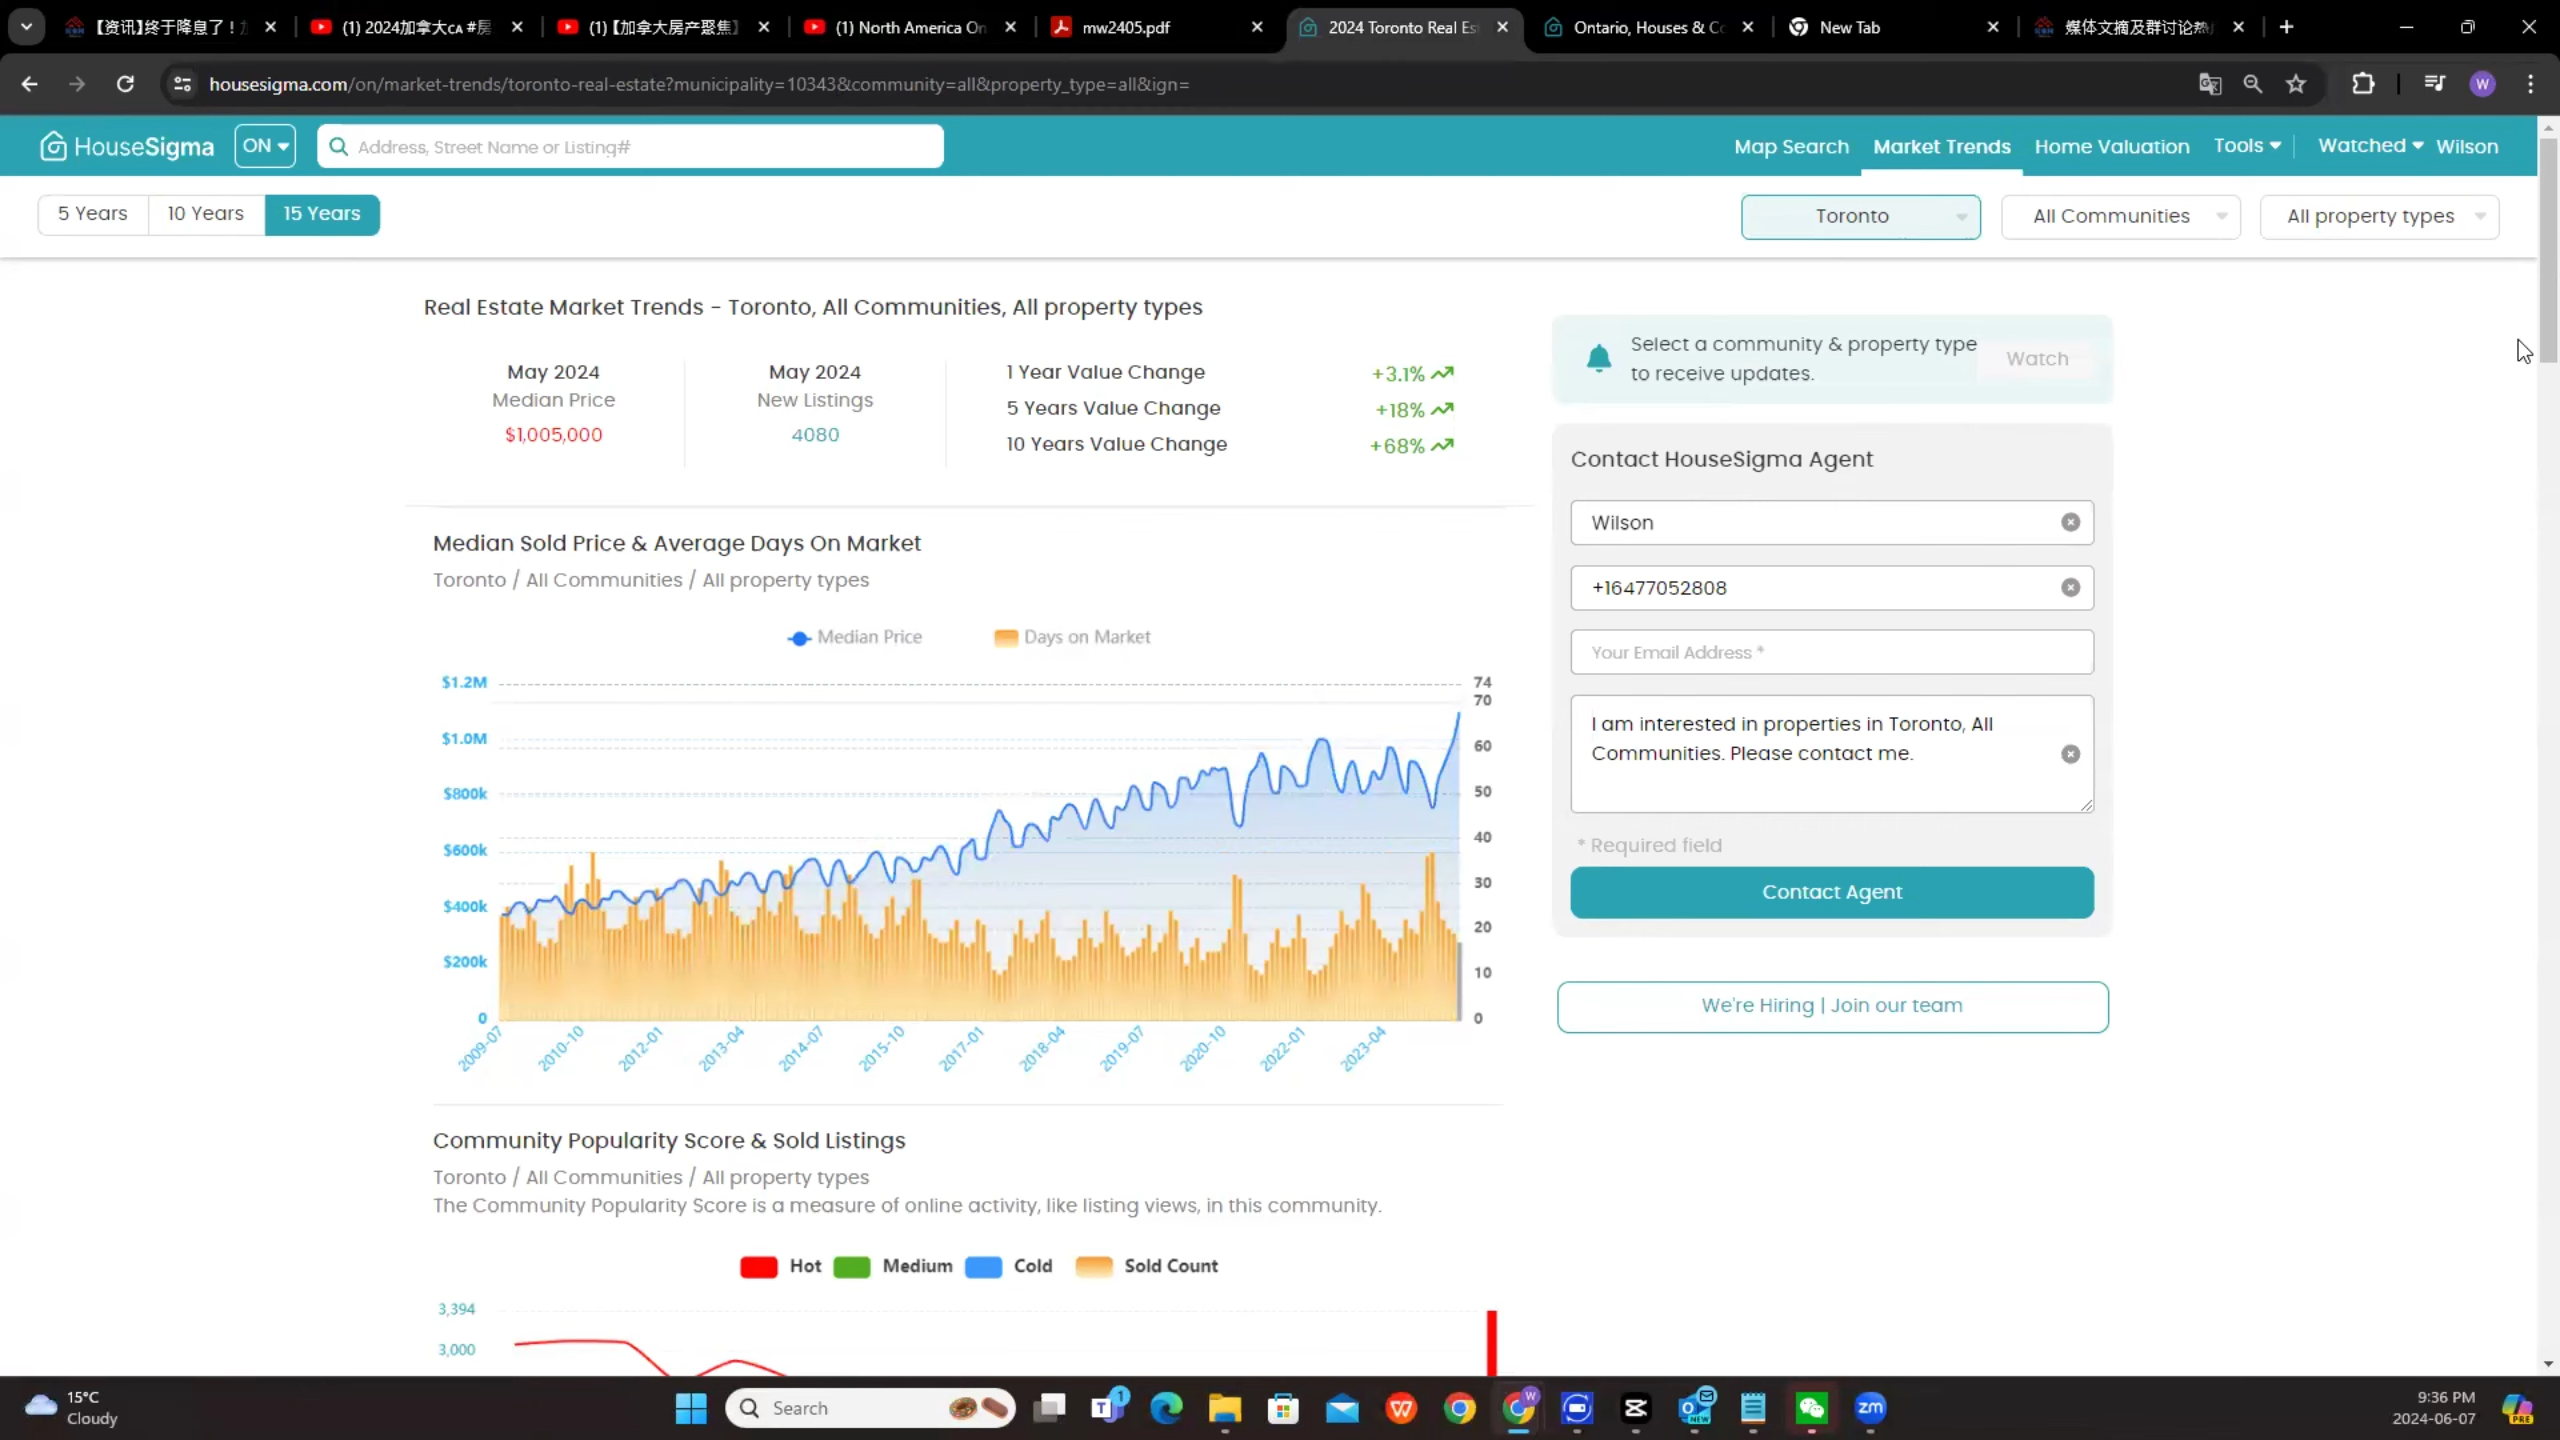 【资讯】终于降息了！
(1) 2024加拿大CA #房
(1)【加拿大房产聚焦】
(1) North America On
mw2405.pdf
2024 Toronto Real Es
Ontario, Houses & Co
New Tab
媒体文摘及群讨论热
housesigma.com/on/market-trends/toronto-real-estate?municipality=10343&community=all&property_type=all&ign=
W
HouseSigma
ON
Address, Street Name or Listing#
Map Search
Market Trends
Home Valuation
Tools
Watched
Wilson
5 Years
10 Years
15 Years
Toronto
All Communities
All property types
Real Estate Market Trends - Toronto, All Communities, All property types
May 2024
Median Price
$1,005,000
May 2024
New Listings
4080
1 Year Value Change +3.1%
5 Years Value Change +18%
10 Years Value Change +68%
Select a community & property type
to receive updates.
Watch
Contact HouseSigma Agent
Wilson
+16477052808
Your Email Address *
I am interested in properties in Toronto, All
Communities. Please contact me.
* Required field
Contact Agent
We're Hiring | Join our team
Median Sold Price & Average Days On Market
Toronto / All Communities / All property types
Median Price
Days on Market
$1.2M
$1.0M
$800k
$600k
$400k
$200k
0
74
70
60
50
40
30
20
10
0
2009-07
2010-10
2012-01
2013-04
2014-07
2015-10
2017-01
2018-04
2019-07
2020-10
2022-01
2023-04
Community Popularity Score & Sold Listings
Toronto / All Communities / All property types
The Community Popularity Score is a measure of online activity, like listing views, in this community.
Hot
Medium
Cold
Sold Count
3,394
3,000
15°C
Cloudy
Search
1
T
W
W
NEW
zm
9:36 PM
2024-06-07
PRE